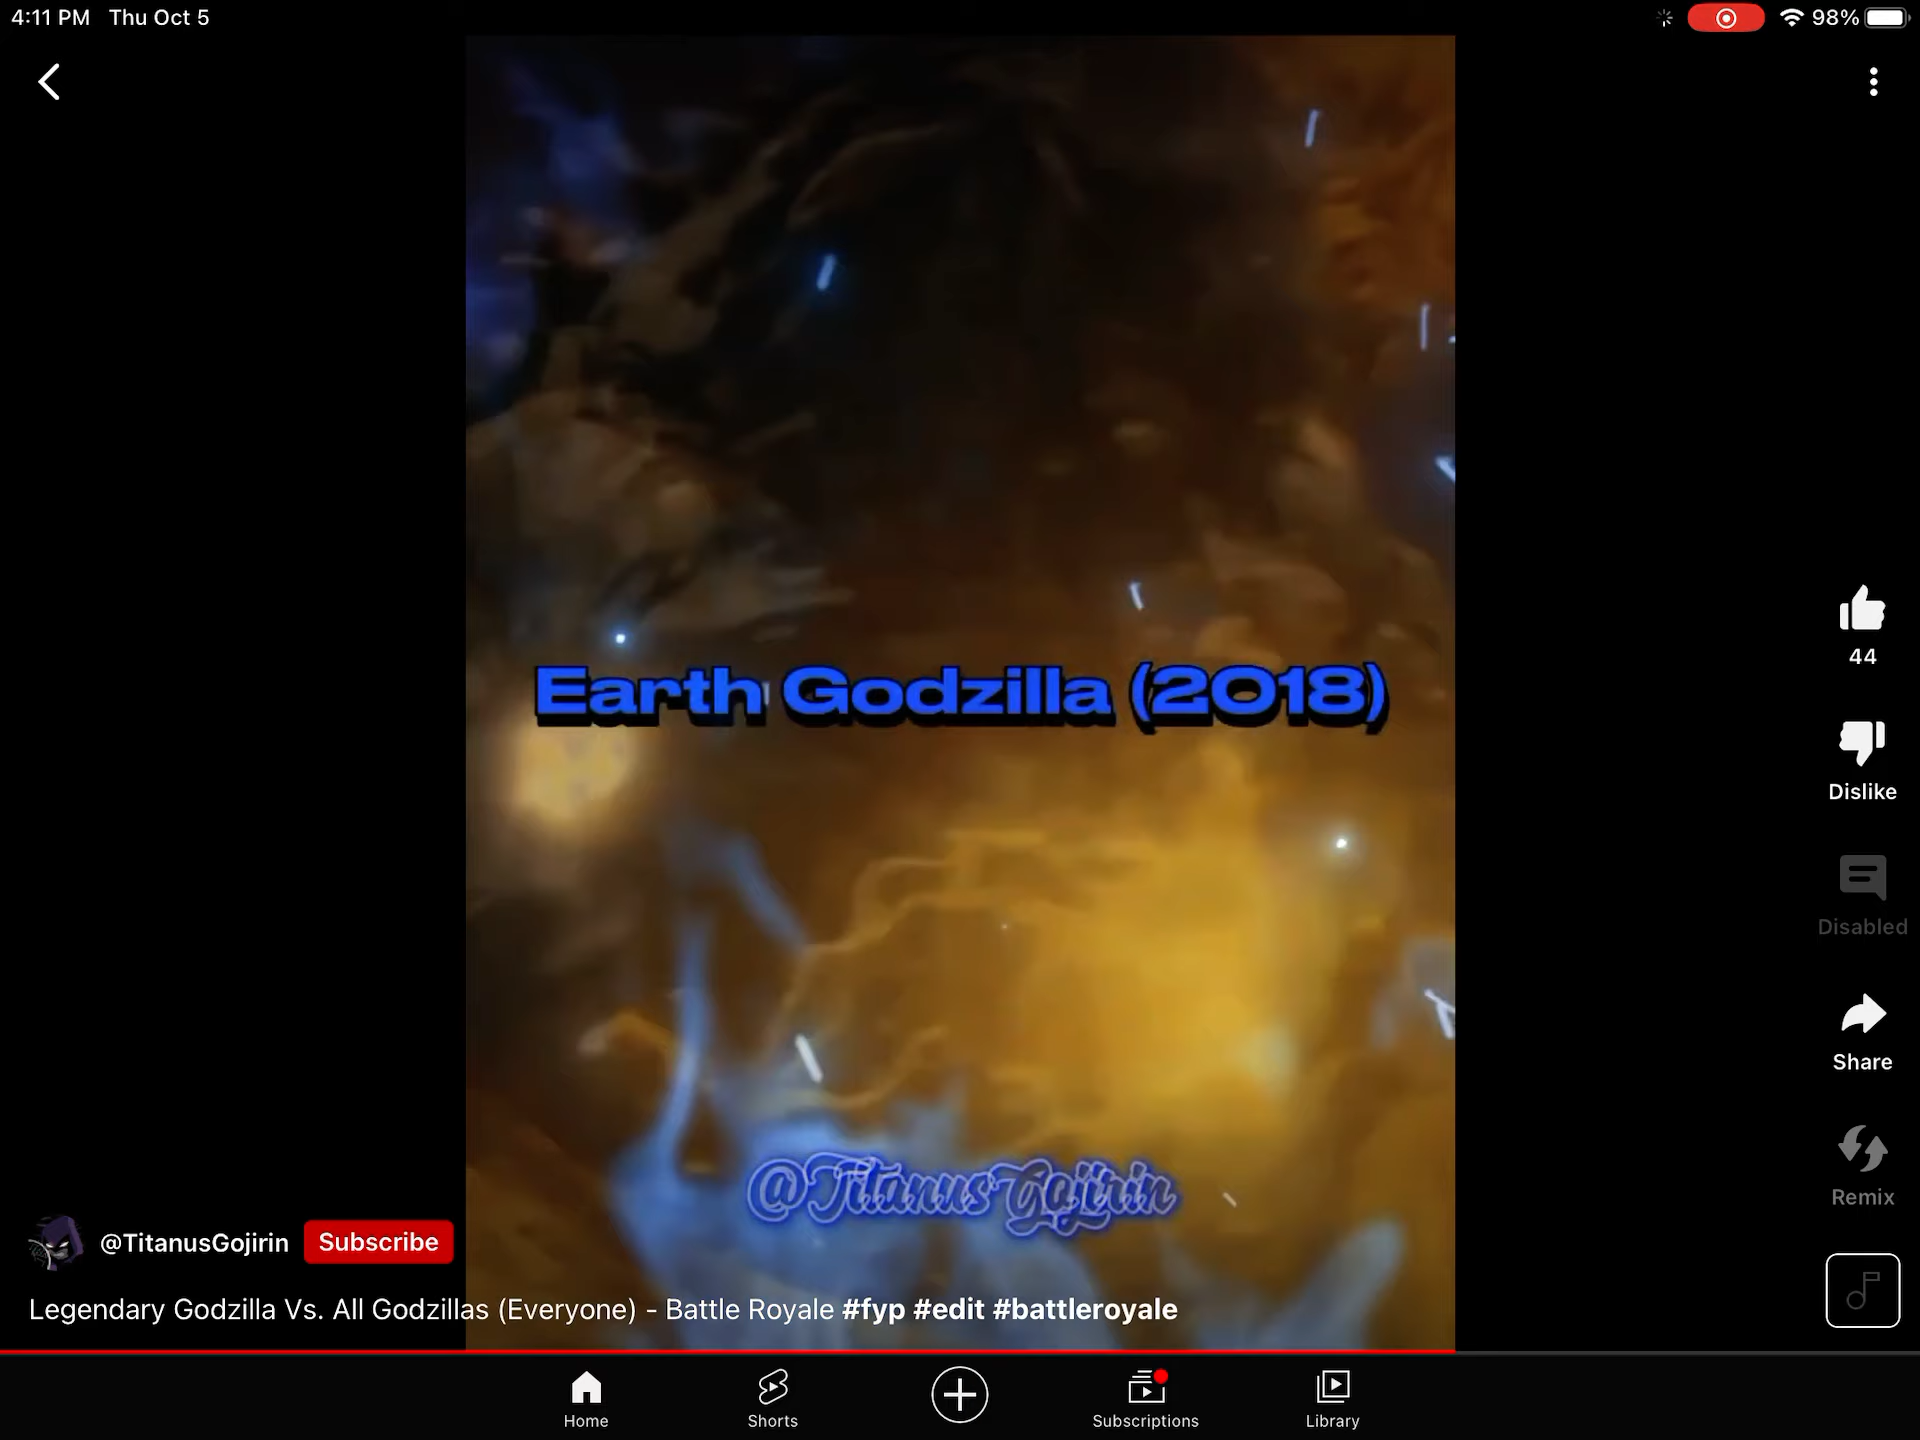 4:11 PM Thu Oct 5
98%
Earth Godzilla (2018)
44
Dislike
Disabled
Share
Remix
@TitanusGojirin
@TitanusGojirin Subscribe
Legendary Godzilla Vs. All Godzillas (Everyone) - Battle Royale #fyp #edit #battleroyale
Home Shorts Subscriptions Library